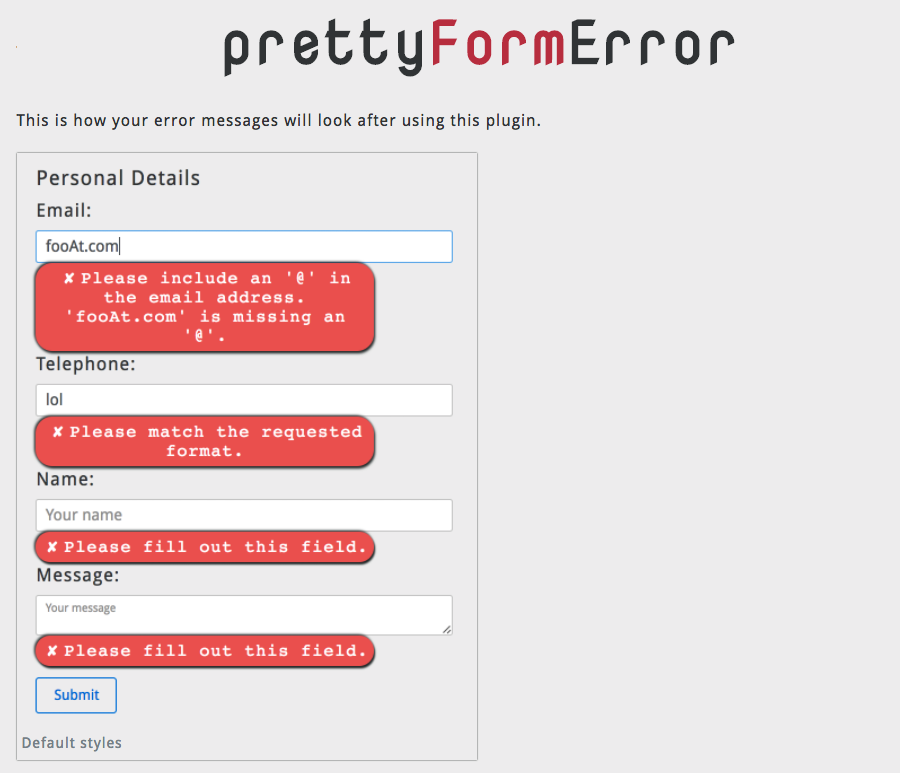 prettyFormError
This is how your error messages will look after using this plugin.
Personal Details
Email:
fooAt.com
✘ Please include an '@' in
the email address.
'fooAt.com' is missing an
'@'.
Telephone:
lol
✘ Please match the requested
format.
Name:
Your name
✘ Please fill out this field.
Message:
Your message
✘ Please fill out this field.
Submit
Default styles